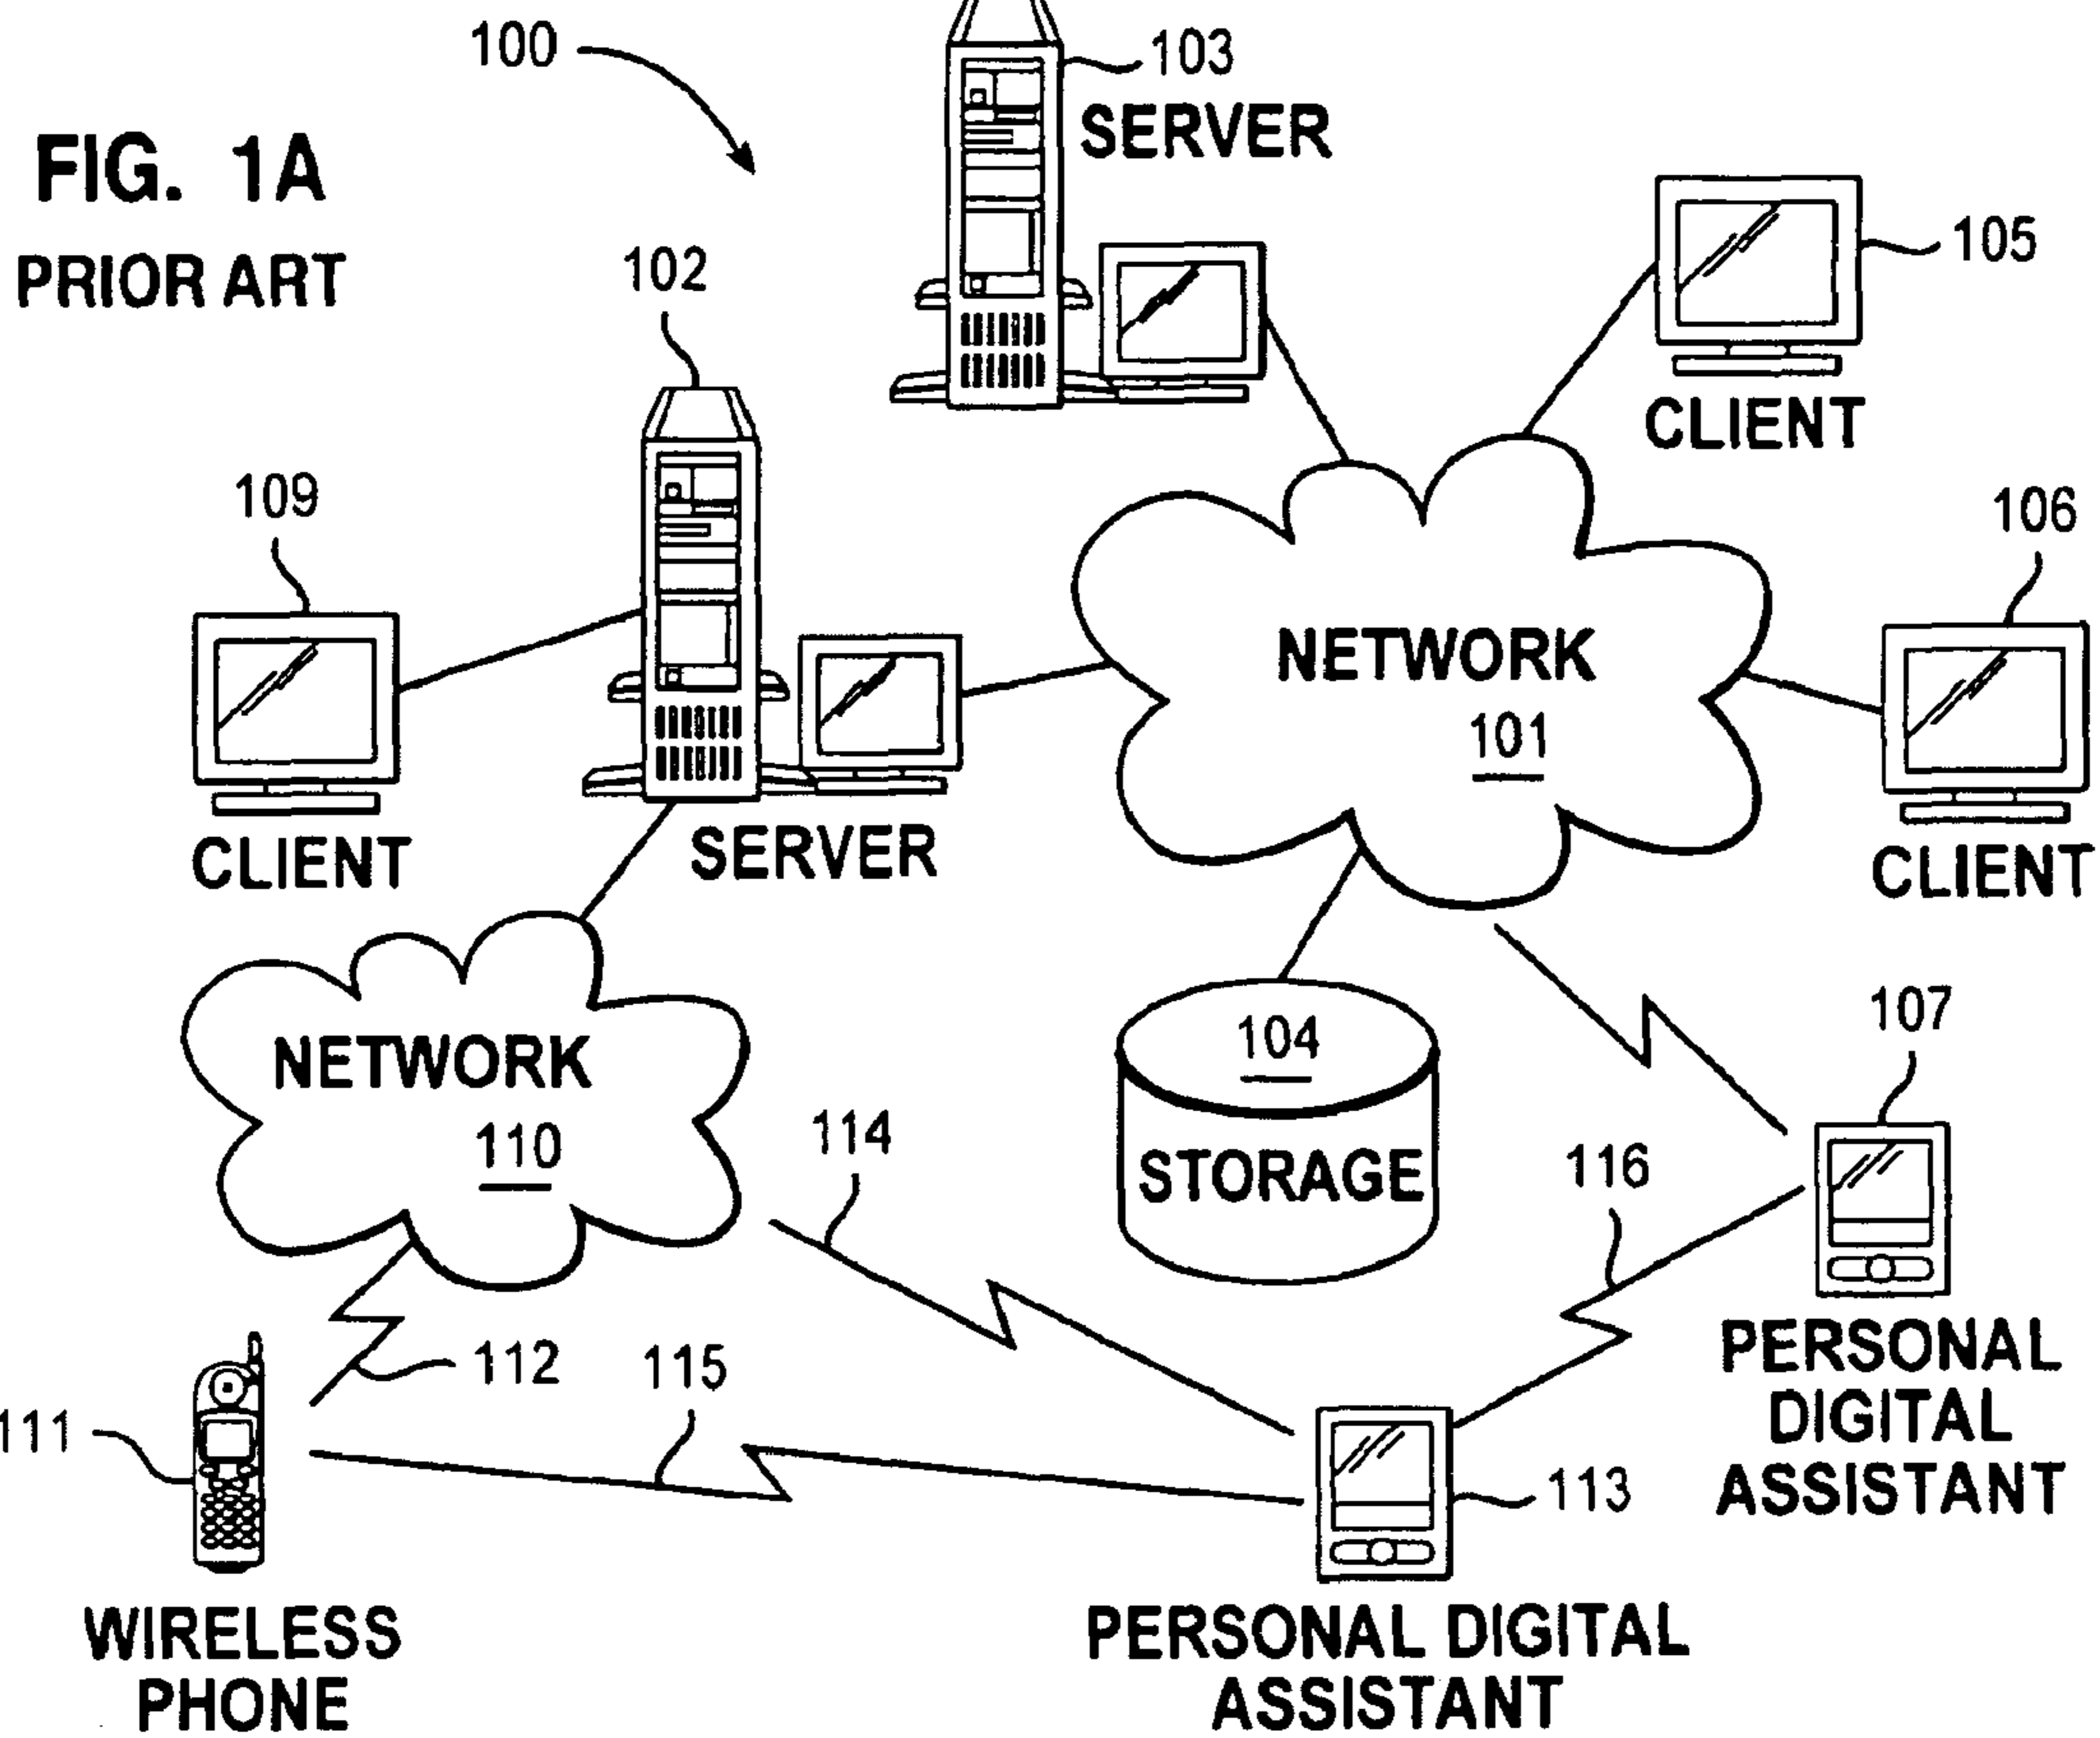 100
103
SERVER
FIG. 1A
PRIOR ART
102
105
CLIENT
109
106
NETWORK
101
CLIENT
SERVER
CLIENT
NETWORK
110
104
STORAGE
107
114
116
PERSONAL
DIGITAL
ASSISTANT
112
115
111
113
WIRELESS
PHONE
PERSONAL DIGITAL
ASSISTANT